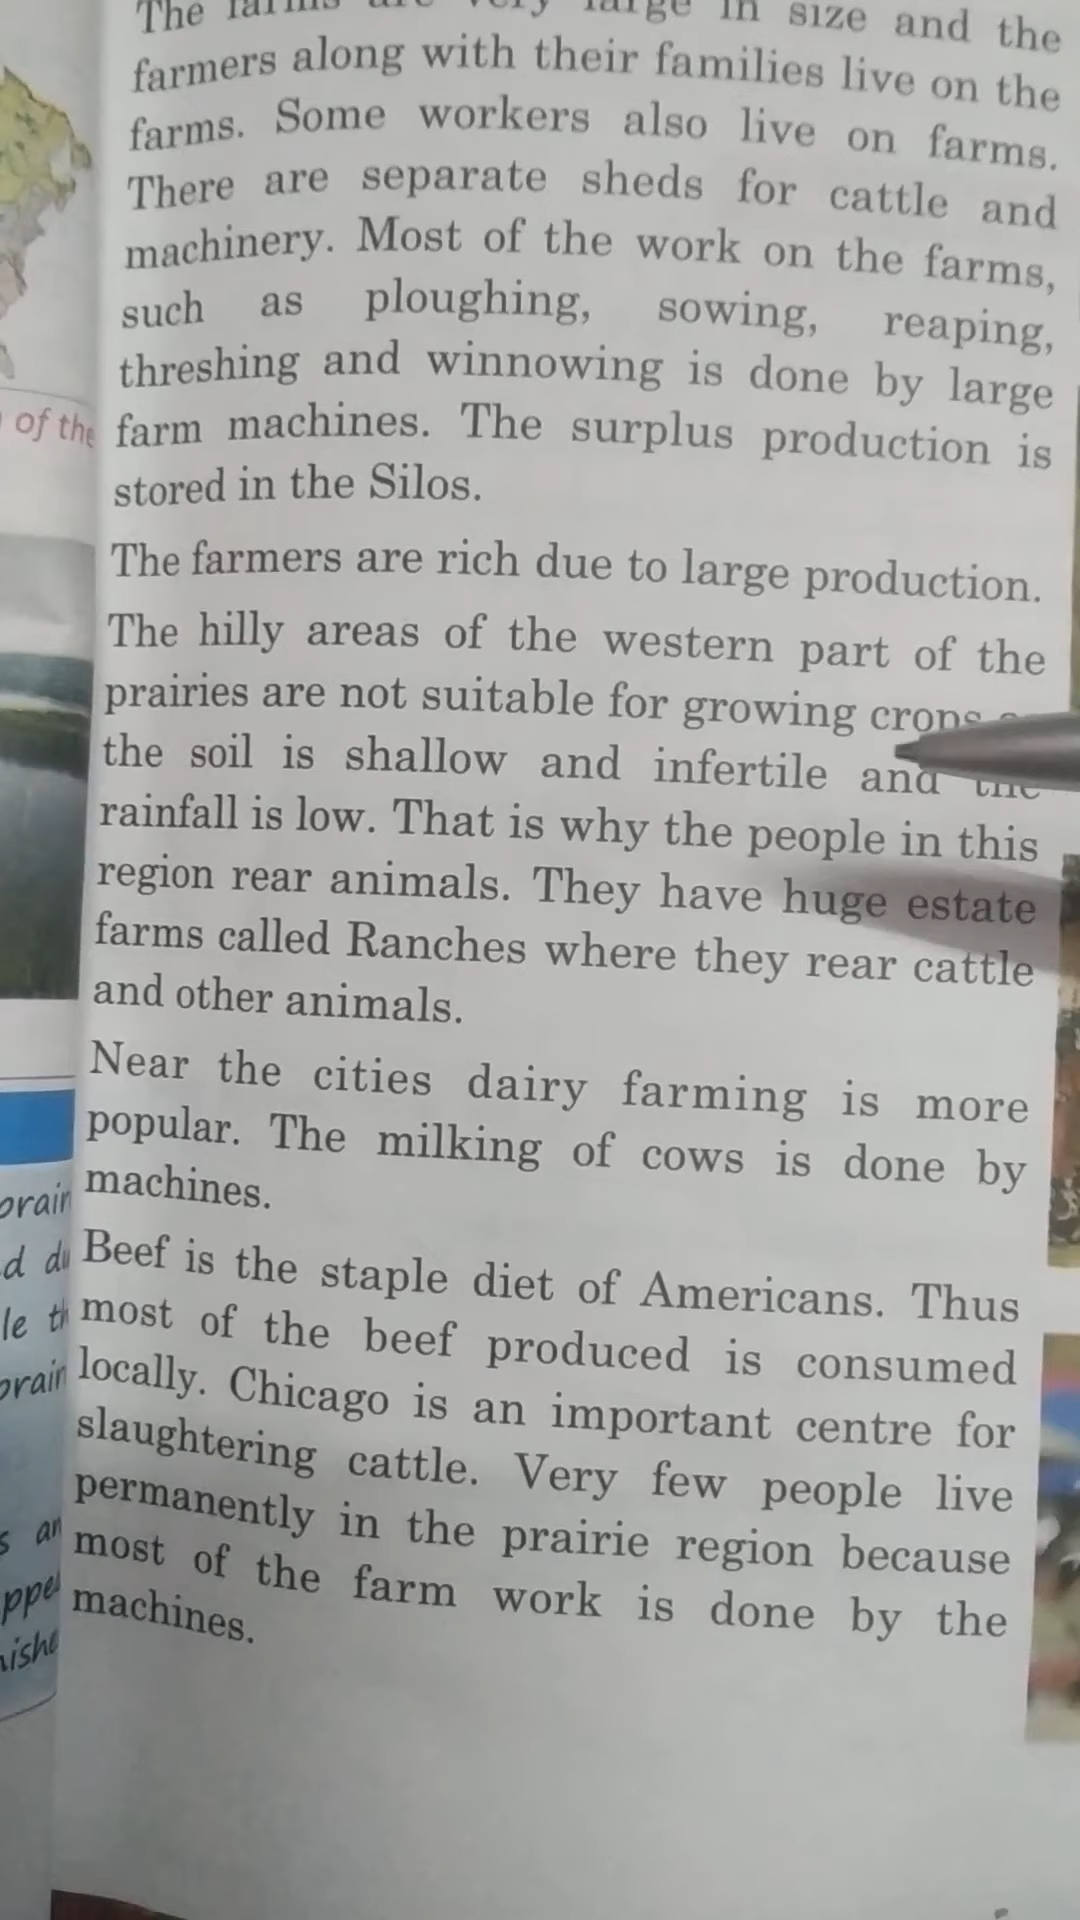 The farms are very large in size and the
farmers along with their families live on the
farms. Some workers also live on farms.
There are separate sheds for cattle and
machinery. Most of the work on the farms,
such as ploughing, sowing, reaping,
threshing and winnowing is done by large
farm machines. The surplus production is
stored in the Silos.
The farmers are rich due to large production.
The hilly areas of the western part of the
prairies are not suitable for growing crops
the soil is shallow and infertile and the
rainfall is low. That is why the people in this
region rear animals. They have huge estate
farms called Ranches where they rear cattle
and other animals.
Near the cities dairy farming is more
popular. The milking of cows is done by
machines.
Beef is the staple diet of Americans. Thus
most of the beef produced is consumed
locally. Chicago is an important centre for
slaughtering cattle. Very few people live
permanently in the prairie region because
most of the farm work is done by the
machines.
of the